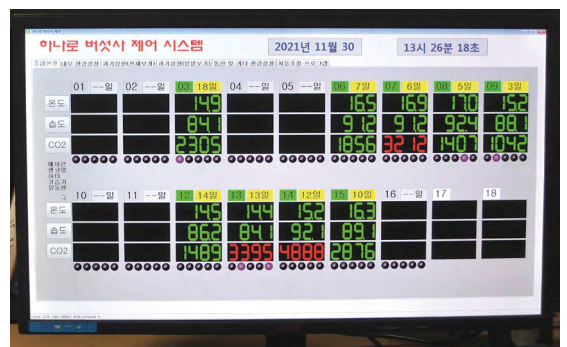 하나로 버섯사 제어 시스템
2021년 11월 30
13시 26분 18초
01 --일 02 --일 03 18일 04 --일 05 --일 06 7일 07 6일 08 5일 09 3일
온도 14.9 16.5 16.9 17.0 15.2
습도 84.1 91.2 91.2 92.4 88.1
CO2 2305 1856 3212 1407 1042
10 --일 11 --일 12 14일 13 13일 14 12일 15 10일 16 --일 17 18
온도 14.5 14.4 15.2 16.3
습도 86.2 84.1 92.1 89.1
CO2 1489 3395 4888 2876